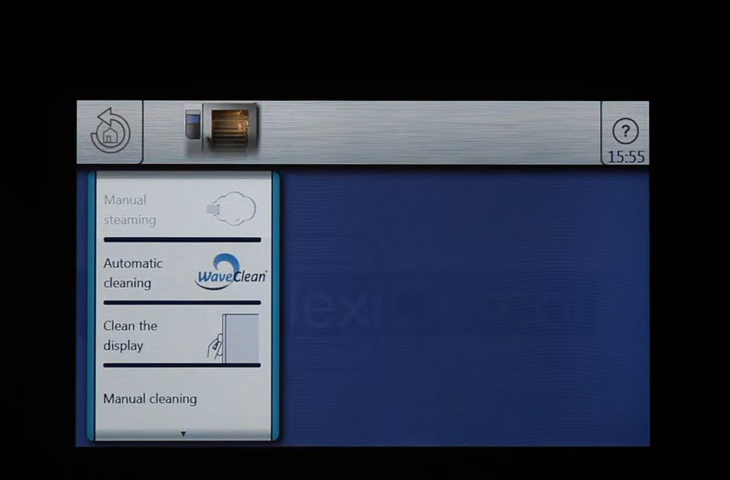 ?
15:55
Manual
steaming
Automatic
cleaning
WaveClean
Clean the
display
Manual cleaning